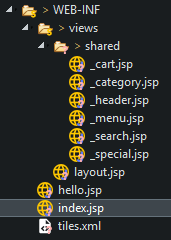 WEB-INF
views
shared
_cart.jsp
_category.jsp
_header.jsp
_menu.jsp
_search.jsp
_special.jsp
layout.jsp
hello.jsp
index.jsp
tiles.xml